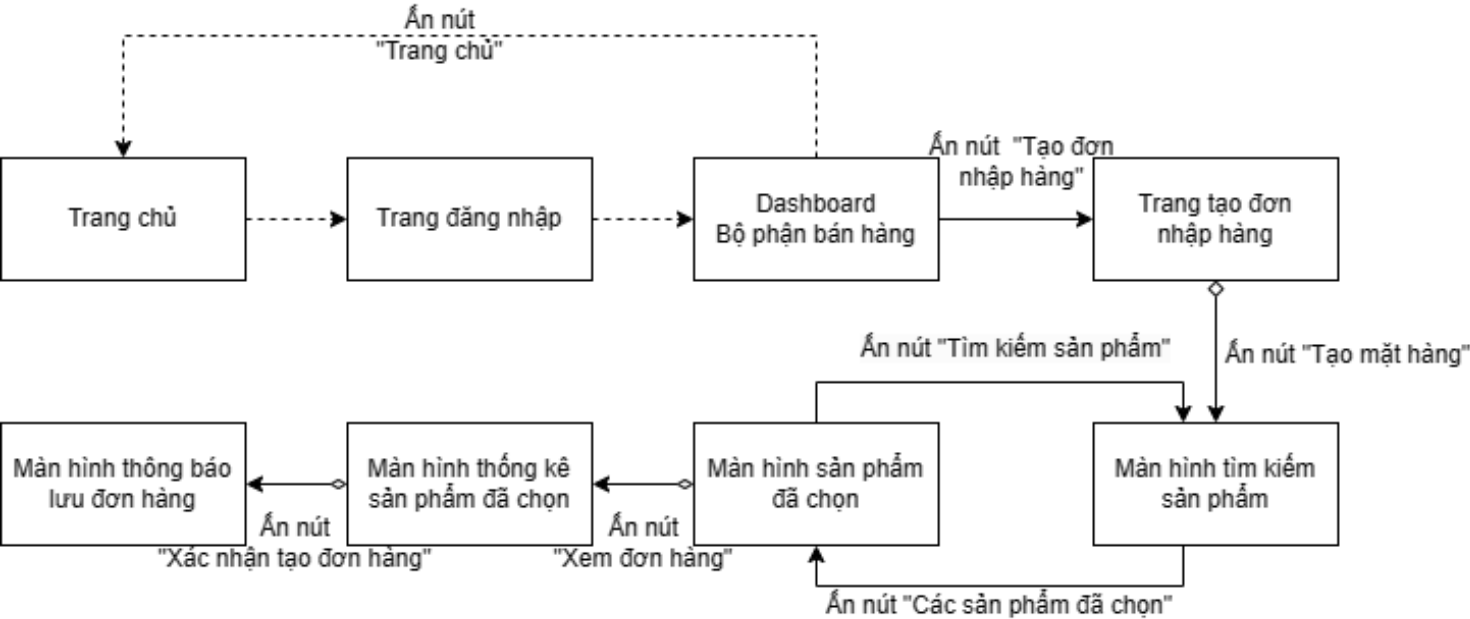 Ấn nút
"Trang chủ"
Ấn nút "Tạo đơn
nhập hàng"
Trang chủ
Trang đăng nhập
Dashboard
Bộ phận bán hàng
Trang tạo đơn
nhập hàng
Ấn nút "Tìm kiếm sản phẩm"
Ấn nút "Tạo mặt hàng"
Màn hình thông báo
lưu đơn hàng
Màn hình thống kê
sản phẩm đã chọn
Màn hình sản phẩm
đã chọn
Màn hình tìm kiếm
sản phẩm
Ấn nút
"Xác nhận tạo đơn hàng"
Ấn nút
"Xem đơn hàng"
Ấn nút "Các sản phẩm đã chọn"